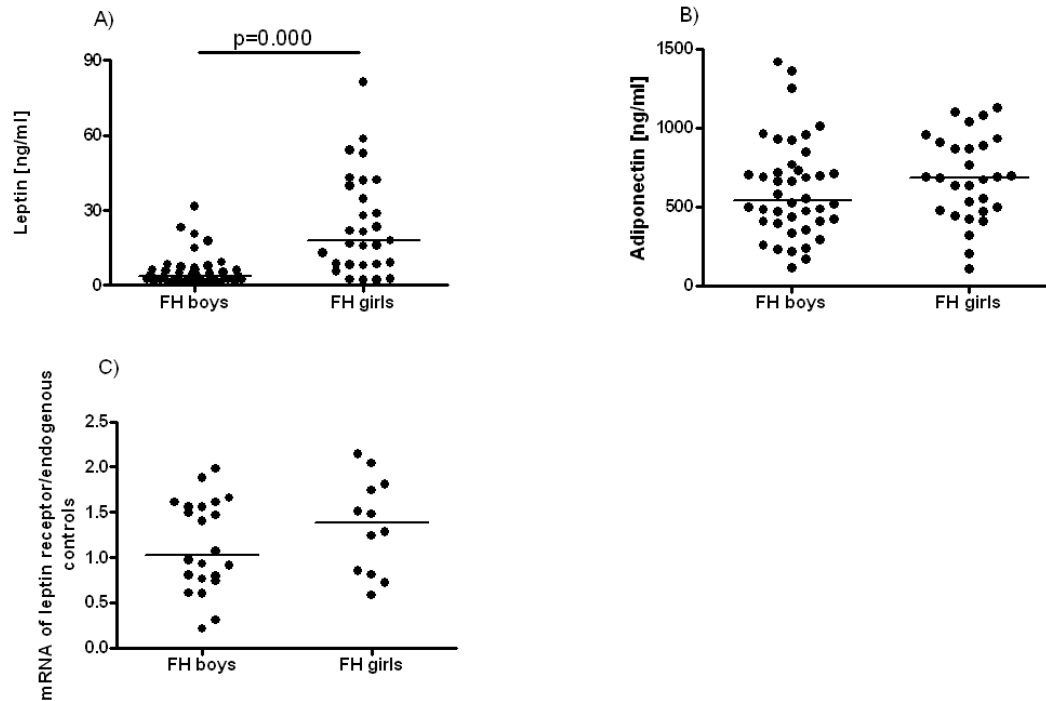 A)
p=0.000
90
60
30
0
Leptin [ng/ml]
FH boys
FH girls
B)
1500
1000
500
0
Adiponectin [ng/ml]
FH boys
FH girls
C)
2.5
2.0
1.5
1.0
0.5
0.0
mRNA of leptin receptor/endogenous
controls
FH boys
FH girls